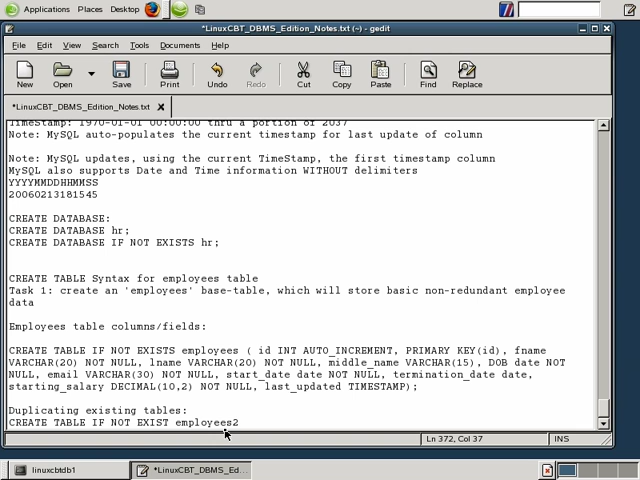 Applications Places Desktop
*LinuxCBT_DBMS_Edition_Notes.txt (~) - gedit
File Edit View Search Tools Documents Help
New Open Save Print Undo Redo Cut Copy Paste Find Replace
*LinuxCBT_DBMS_Edition_Notes.txt
TimeStamp: 1970-01-01 00:00:00 thru a portion of 2037
Note: MySQL auto-populates the current timestamp for last update of column
Note: MySQL updates, using the current TimeStamp, the first timestamp column
MySQL also supports Date and Time information WITHOUT delimiters
YYYYMMDDHHMMSS
20060213181545
CREATE DATABASE:
CREATE DATABASE hr;
CREATE DATABASE IF NOT EXISTS hr;
CREATE TABLE Syntax for employees table
Task 1: create an 'employees' base-table, which will store basic non-redundant employee
data
Employees table columns/fields:
CREATE TABLE IF NOT EXISTS employees ( id INT AUTO_INCREMENT, PRIMARY KEY(id), fname
VARCHAR(20) NOT NULL, lname VARCHAR(20) NOT NULL, middle_name VARCHAR(15), DOB date NOT
NULL, email VARCHAR(30) NOT NULL, start_date date NOT NULL, termination_date date,
starting_salary DECIMAL(10,2) NOT NULL, last_updated TIMESTAMP);
Duplicating existing tables:
CREATE TABLE IF NOT EXIST employees2
Ln 372, Col 37 INS
linuxcbtdb1 *LinuxCBT_DBMS_Ed...